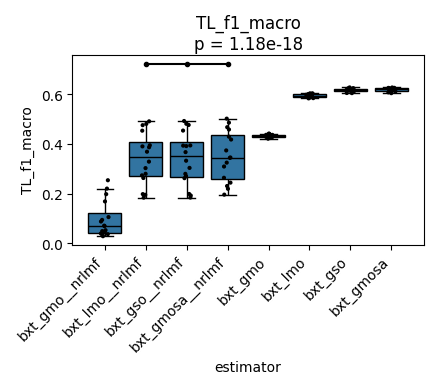 TL_f1_macro
p = 1.18e-18
TL_f1_macro
0.6
0.4
0.2
0.0
bxt_gmo__nrlmf
bxt_lmo__nrlmf
bxt_gso__nrlmf
bxt_gmosa__nrlmf
bxt_gmo
bxt_lmo
bxt_gso
bxt_gmosa
estimator